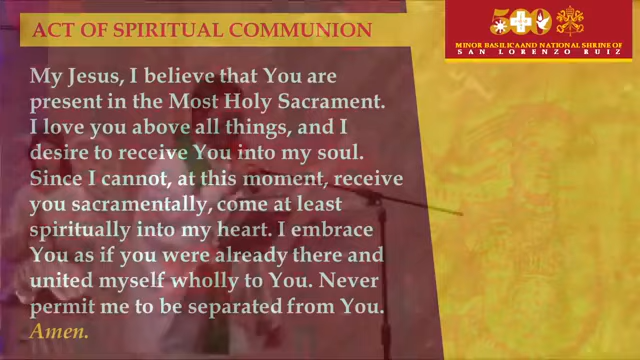 ACT OF SPIRITUAL COMMUNION
500
MINOR BASILICA AND NATIONAL SHRINE OF
SAN LORENZO RUIZ
My Jesus, I believe that You are
present in the Most Holy Sacrament.
I love you above all things, and I
desire to receive You into my soul.
Since I cannot, at this moment, receive
you sacramentally, come at least
spiritually into my heart. I embrace
You as if you were already there and
united myself wholly to You. Never
permit me to be separated from You.
Amen.